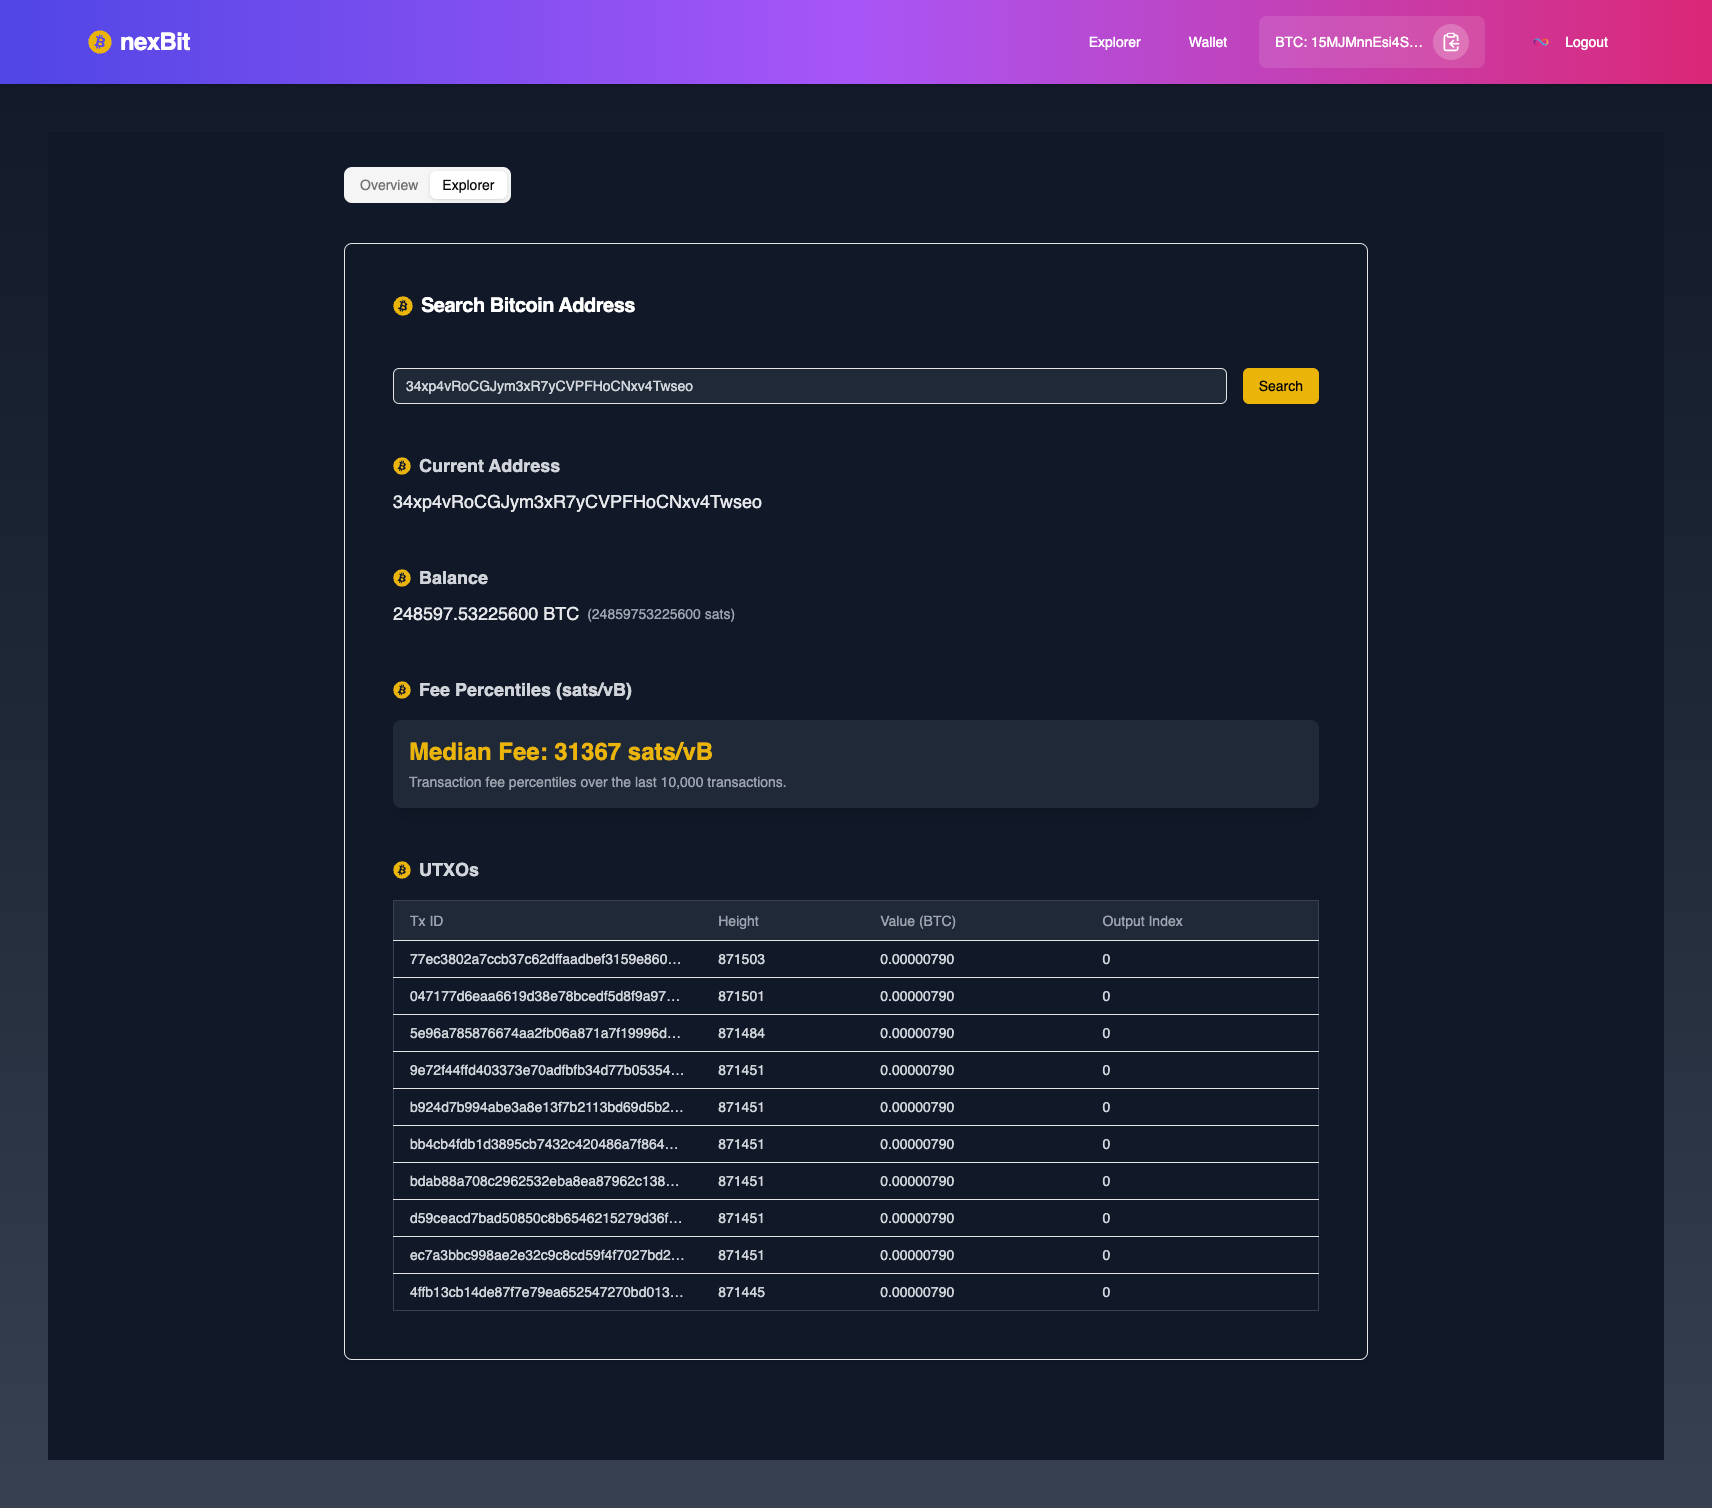 nexBit
Explorer Wallet BTC: 15MJMnnEsi4S... Logout
Overview Explorer
Search Bitcoin Address
34xp4vRoCGJym3xR7yCVPFHoCNxv4Twseo Search
Current Address
34xp4vRoCGJym3xR7yCVPFHoCNxv4Twseo
Balance
248597.53225600 BTC (24859753225600 sats)
Fee Percentiles (sats/vB)
Median Fee: 31367 sats/vB
Transaction fee percentiles over the last 10,000 transactions.
UTXOs
Tx ID Height Value (BTC) Output Index
77ec3802a7ccb37c62dffaadbef3159e860... 871503 0.00000790 0
047177d6eaa6619d38e78bcedf5d8f9a97... 871501 0.00000790 0
5e96a785876674aa2fb06a871a7f19996d... 871484 0.00000790 0
9e72f44ffd403373e70adfbfb34d77b05354... 871451 0.00000790 0
b924d7b994abe3a8e13f7b2113bd69d5b2... 871451 0.00000790 0
bb4cb4fdb1d3895cb7432c420486a7f864... 871451 0.00000790 0
bdab88a708c2962532eba8ea87962c138... 871451 0.00000790 0
d59ceacd7bad50850c8b6546215279d36f... 871451 0.00000790 0
ec7a3bbc998ae2e32c9c8cd59f4f7027bd2... 871451 0.00000790 0
4ffb13cb14de87f7e79ea652547270bd013... 871445 0.00000790 0